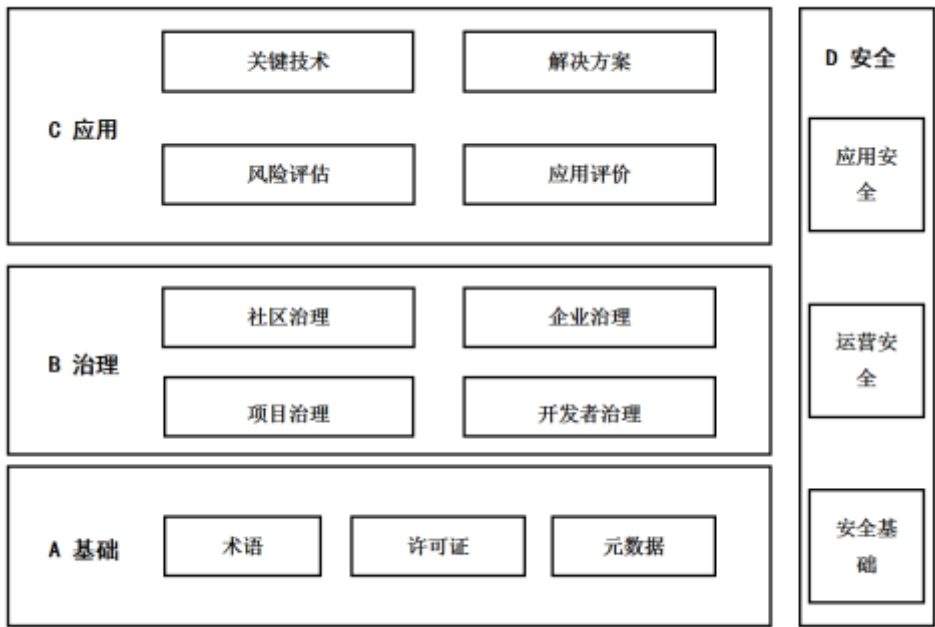 C 应用
关键技术
解决方案
风险评估
应用评价
B 治理
社区治理
企业治理
项目治理
开发者治理
A 基础
术语
许可证
元数据
D 安全
应用安
全
运营安
全
安全基
础